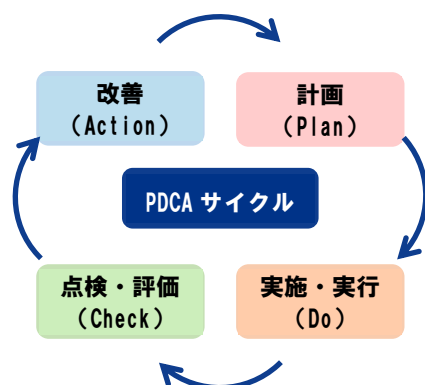 改善
(Action)
計画
(Plan)
PDCA サイクル
点検・評価
(Check)
実施・実行
(Do)